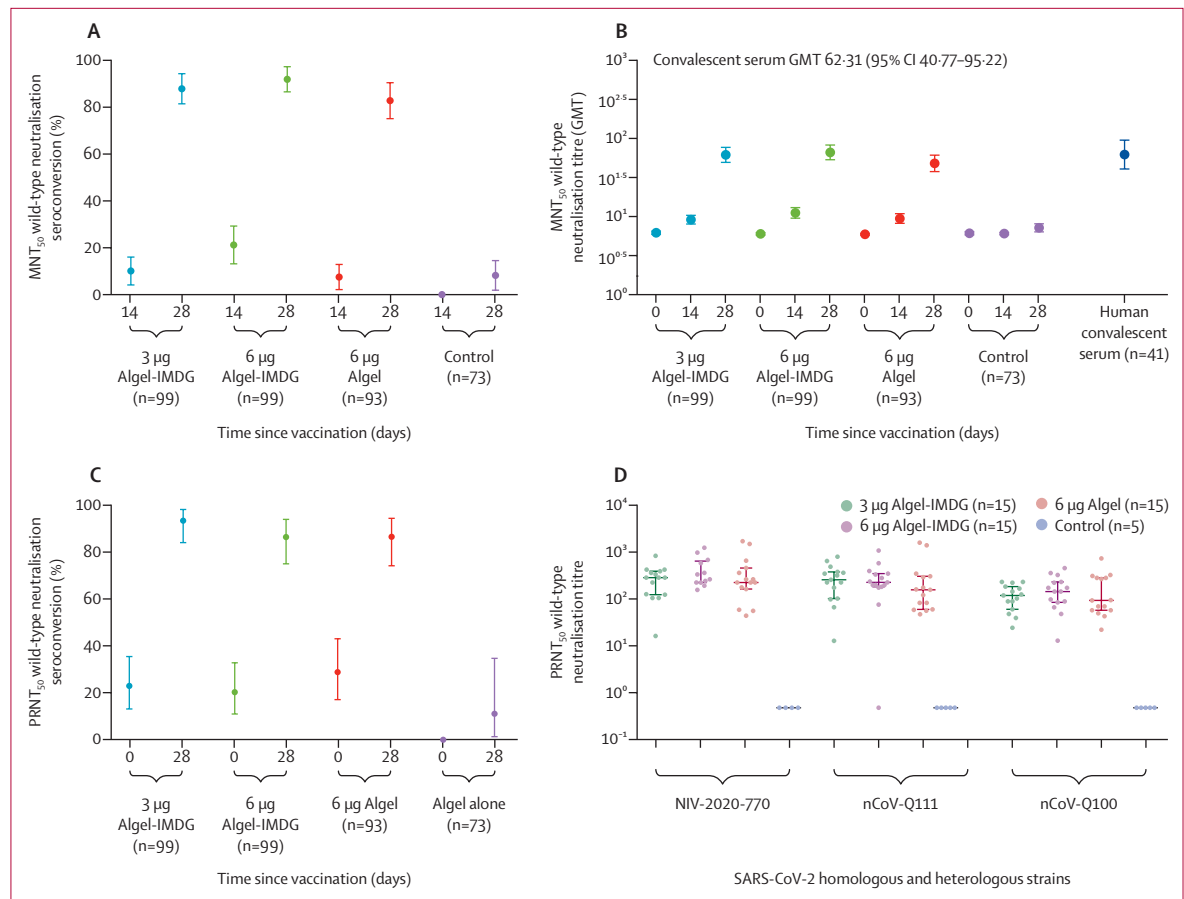 A
MNT₅₀ wild-type neutralisation
seroconversion (%)
100
80
60
40
20
0
14 28 14 28 14 28 14 28
3 µg
Algel-IMDG
(n=99)
6 µg
Algel-IMDG
(n=99)
6 µg
Algel
(n=93)
Control
(n=73)
Time since vaccination (days)
B
Convalescent serum GMT 62·31 (95% CI 40·77–95·22)
MNT₅₀ wild-type
neutralisation titre (GMT)
10³
10²·⁵
10²
10¹·⁵
10¹
10⁰·⁵
10⁰
0 14 28 0 14 28 0 14 28 0 14 28
3 µg
Algel-IMDG
(n=99)
6 µg
Algel-IMDG
(n=99)
6 µg
Algel
(n=93)
Control
(n=73)
Human
convalescent
serum (n=41)
Time since vaccination (days)
C
PRNT₅₀ wild-type neutralisation
seroconversion (%)
100
80
60
40
20
0
0 28 0 28 0 28 0 28
3 µg
Algel-IMDG
(n=99)
6 µg
Algel-IMDG
(n=99)
6 µg Algel
(n=93)
Algel alone
(n=73)
Time since vaccination (days)
D
3 µg Algel-IMDG (n=15)
6 µg Algel-IMDG (n=15)
6 µg Algel (n=15)
Control (n=5)
PRNT₅₀ wild-type
neutralisation titre
10⁴
10³
10²
10¹
10⁰
10⁻¹
NIV-2020-770
nCoV-Q111
nCoV-Q100
SARS-CoV-2 homologous and heterologous strains